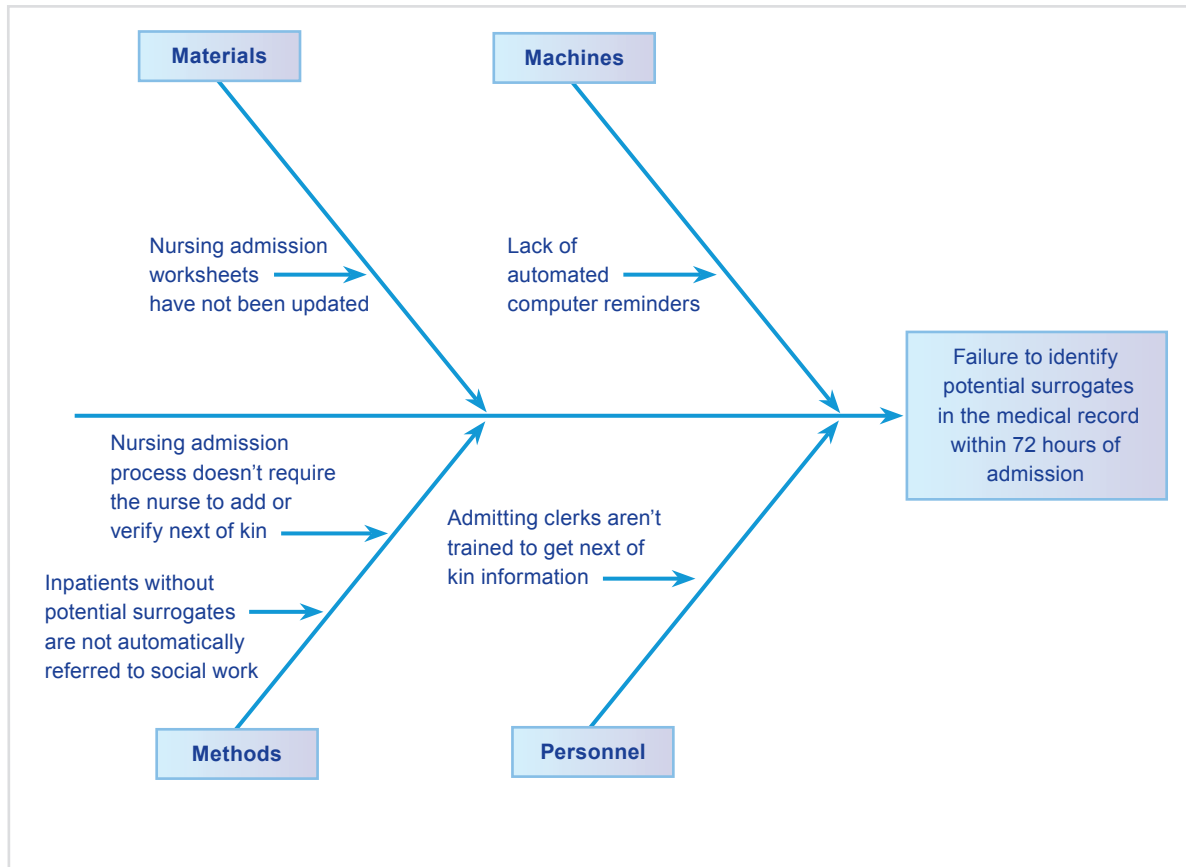 Materials
Machines
Nursing admission
worksheets
have not been updated
Lack of
automated
computer reminders
Failure to identify
potential surrogates
in the medical record
within 72 hours of
admission
Nursing admission
process doesn’t require
the nurse to add or
verify next of kin
Admitting clerks aren’t
trained to get next of
kin information
Inpatients without
potential surrogates
are not automatically
referred to social work
Methods
Personnel